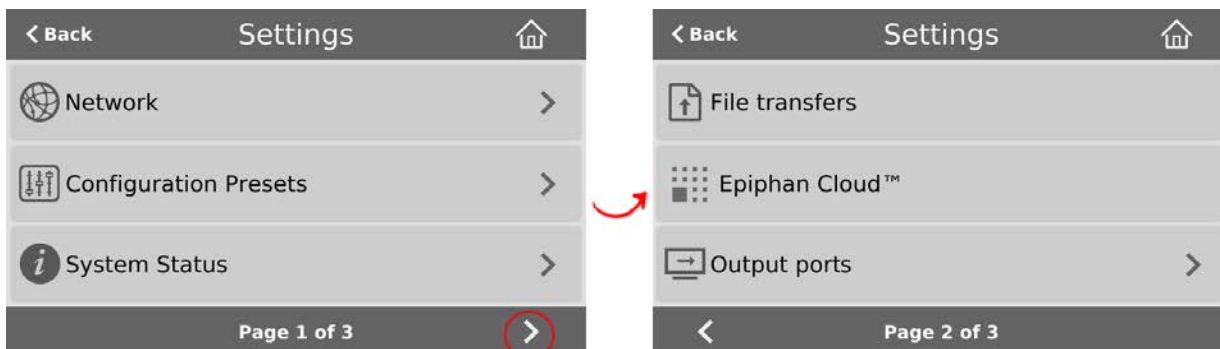 Back Settings
Network
Configuration Presets
System Status
Page 1 of 3
Back Settings
File transfers
Epiphan Cloud™
Output ports
Page 2 of 3